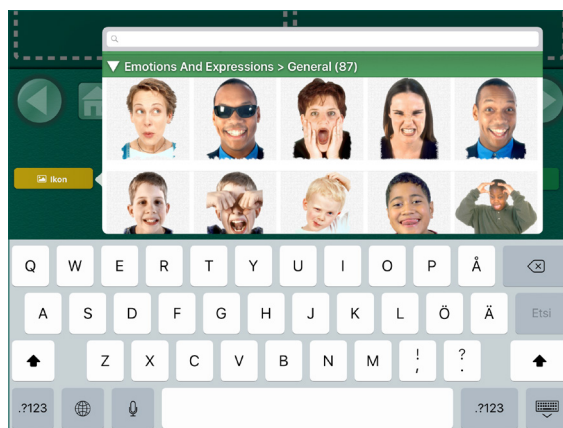 Emotions And Expressions > General (87)
Ikon
Q W E R T Y U I O P Å
A S D F G H J K L Ö Ä Etsi
Z X C V B N M ! , ? .
.?123 .?123